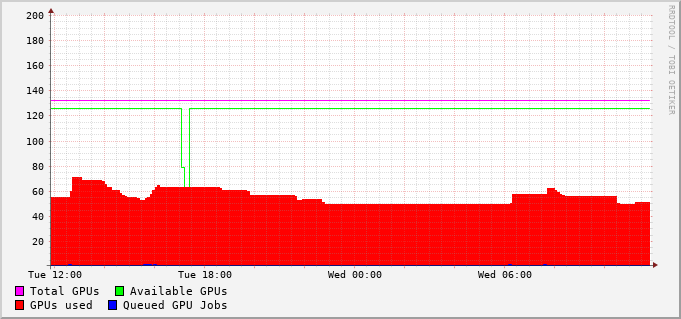 200
180
160
140
120
100
80
60
40
20
Tue 12:00 Tue 18:00 Wed 00:00 Wed 06:00
Total GPUs Available GPUs
GPUs used Queued GPU Jobs
RRDTOOL / TOBI OETIKER